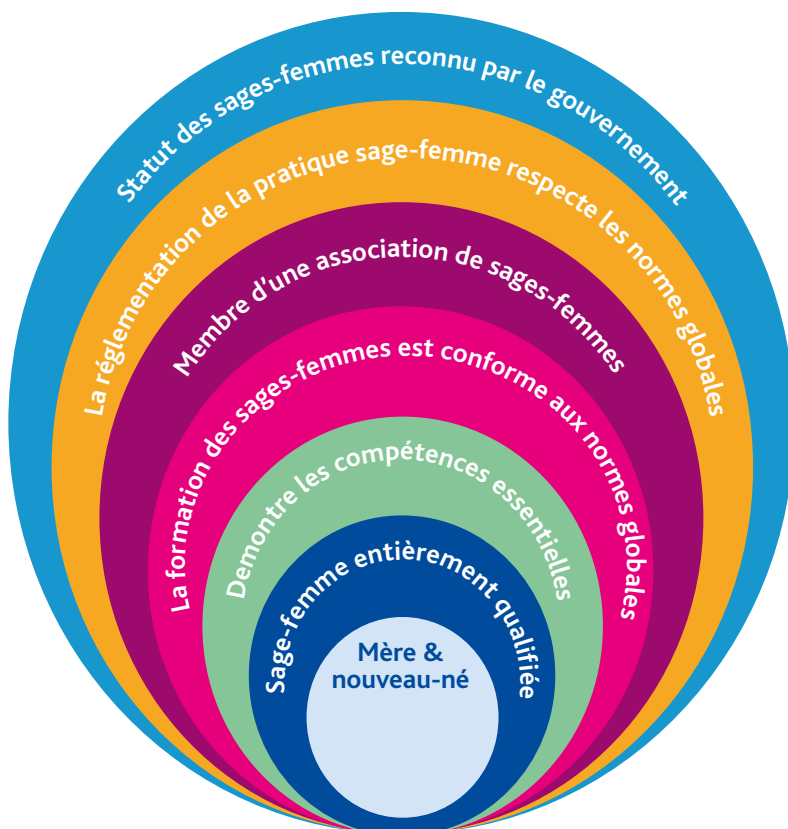 Statut des sages-femmes reconnu par le gouvernement
La réglementation de la pratique sage-femme respecte les normes globales
Membre d'une association de sages-femmes
La formation des sages-femmes est conforme aux normes globales
Demontre les compétences essentielles
Sage-femme entièrement qualifiée
Mère &
nouveau-né